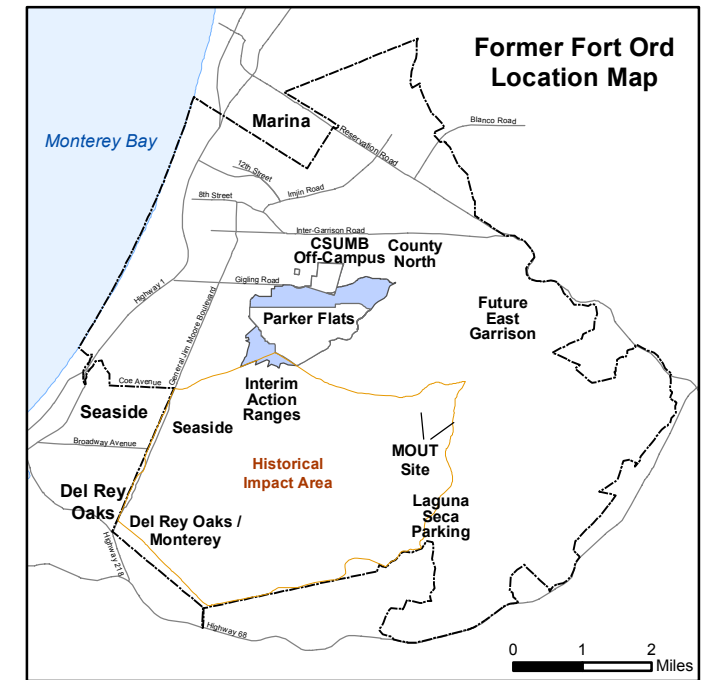 Former Fort Ord
Location Map
Monterey Bay
Marina
Blanco Road
Reservation Road
12th Street
Imjin Road
8th Street
Inter-Garrison Road
CSUMB
Off-Campus
County
North
Gigling Road
Highway 1
General Jim Moore Boulevard
Parker Flats
Future
East
Garrison
Interim
Action
Ranges
Coe Avenue
Seaside
Seaside
Broadway Avenue
Historical
Impact Area
MOUT
Site
Del Rey
Oaks
Del Rey Oaks /
Monterey
Laguna
Seca
Parking
Highway 218
Highway 68
0 1 2
Miles